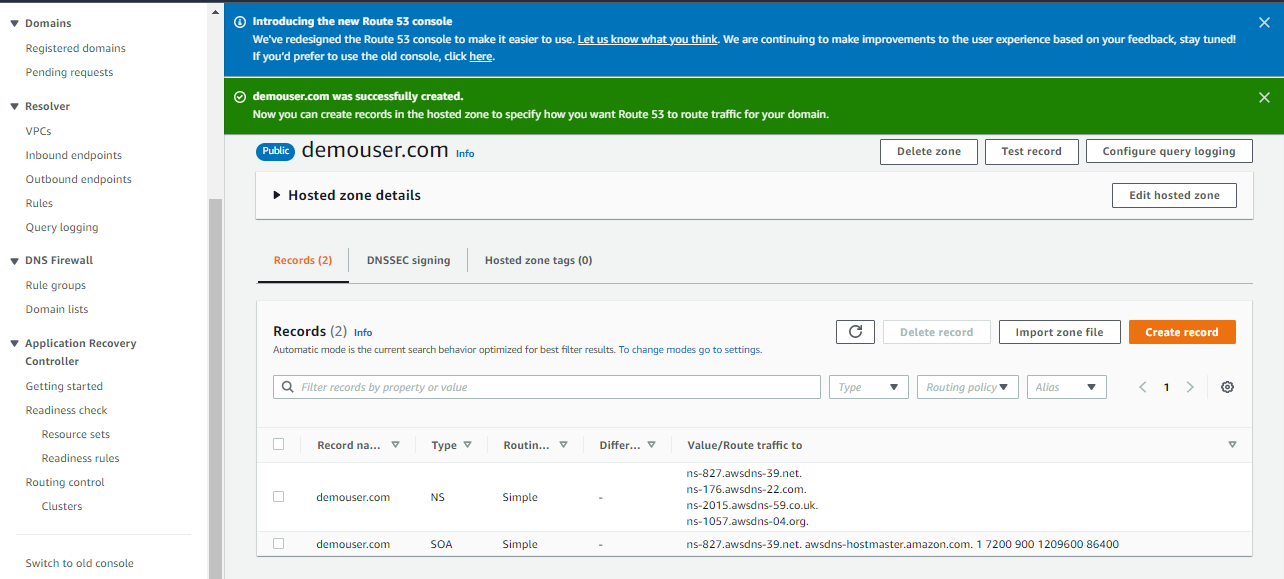 Domains
Registered domains
Pending requests
Resolver
VPCs
Inbound endpoints
Outbound endpoints
Rules
Query logging
DNS Firewall
Rule groups
Domain lists
Application Recovery
Controller
Getting started
Readiness check
Resource sets
Readiness rules
Routing control
Clusters
Switch to old console
Introducing the new Route 53 console
We've redesigned the Route 53 console to make it easier to use. Let us know what you think. We are continuing to make improvements to the user experience based on your feedback, stay tuned!
If you'd prefer to use the old console, click here.
demouser.com was successfully created.
Now you can create records in the hosted zone to specify how you want Route 53 to route traffic for your domain.
Public demouser.com Info Delete zone Test record Configure query logging
Hosted zone details Edit hosted zone
Records (2) DNSSEC signing Hosted zone tags (0)
Records (2) Info Delete record Import zone file Create record
Automatic mode is the current search behavior optimized for best filter results. To change modes go to settings.
Filter records by property or value Type Routing policy Alias 1
Record na... Type Routin... Differ... Value/Route traffic to
ns-827.awsdns-39.net.
ns-176.awsdns-22.com.
demouser.com NS Simple -
ns-2015.awsdns-59.co.uk.
ns-1057.awsdns-04.org.
demouser.com SOA Simple - ns-827.awsdns-39.net. awsdns-hostmaster.amazon.com. 1 7200 900 1209600 86400